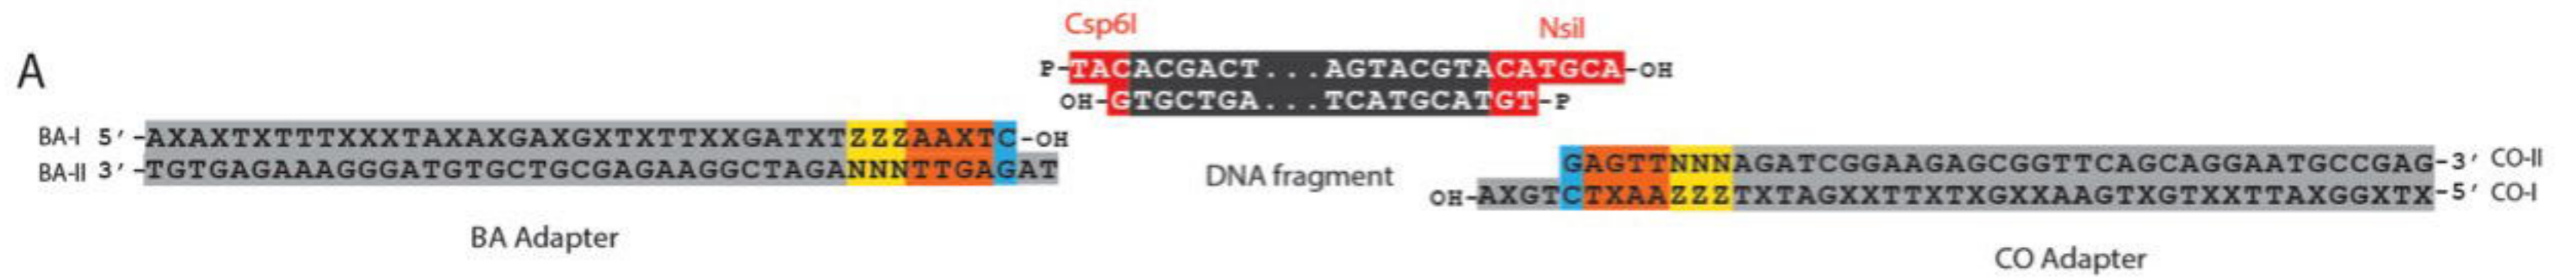 A
Csp6I
NsiI
P-TACACGACT...AGTACGTACATGCA-OH
OH-GTGCTGA...TCATGCATGT-P
DNA fragment
BA-I 5′-AXAXTXTTTXXXTAXAXGAXGXTXTTXXGATXTZZZAAXTC-OH
BA-II 3′-TGTGAGAAAGGGATGTGCTGCGAGAAGGCTAGANNNTTGAGAT
BA Adapter
GAGTTNNNAGATCGGAAGAGCGGTTCAGCAGGAATGCCGAG-3′ CO-II
OH-AXGTCTXAAZZZTXTAGXXTTXTXGXXAAGTXGTXXTTAXGGXTX-5′ CO-I
CO Adapter